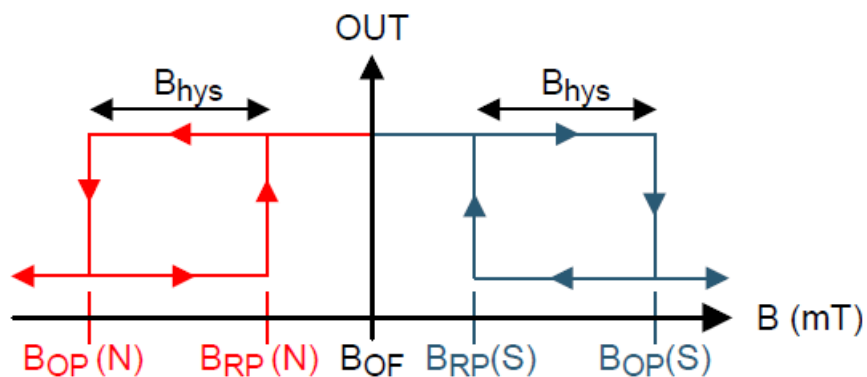 OUT
Bhys
Bhys
B (mT)
BOP(N)
BRP(N)
BOF
BRP(S)
BOP(S)